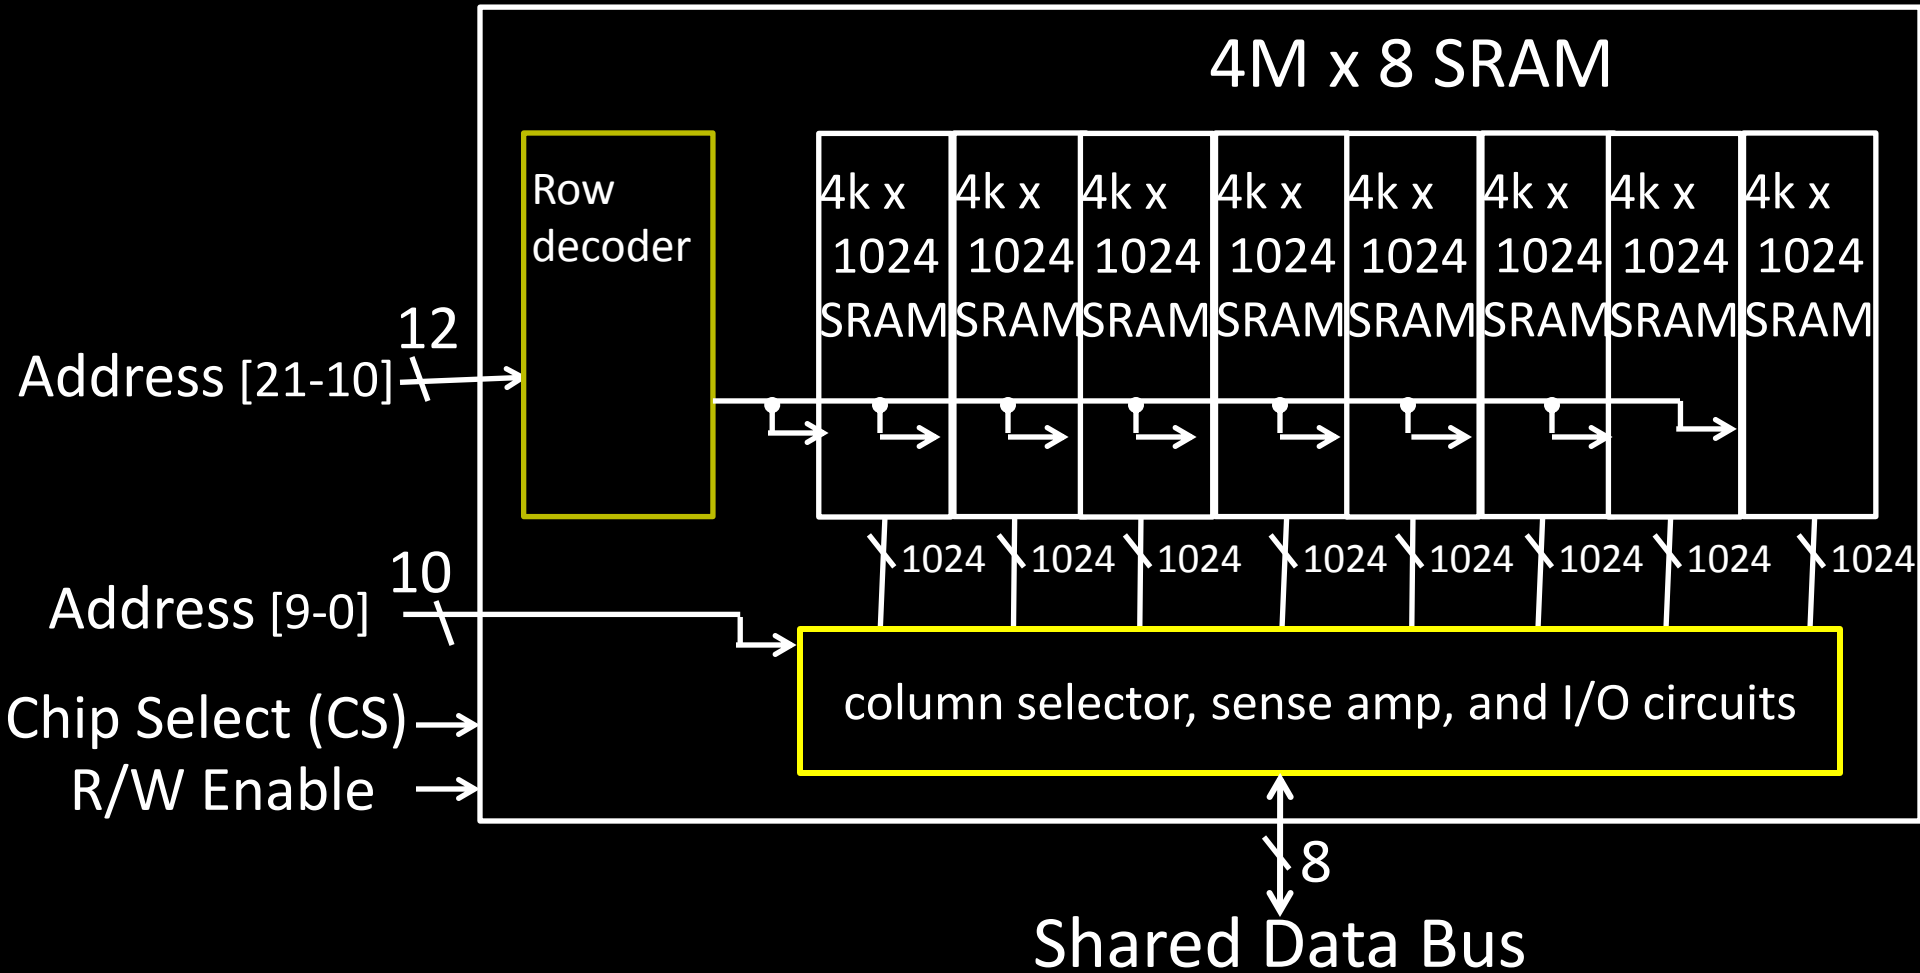 4M x 8 SRAM
Row
decoder
4k x
1024
SRAM
4k x
1024
SRAM
4k x
1024
SRAM
4k x
1024
SRAM
4k x
1024
SRAM
4k x
1024
SRAM
4k x
1024
SRAM
4k x
1024
SRAM
12
Address [21-10]
1024
1024
1024
1024
1024
1024
1024
1024
10
Address [9-0]
column selector, sense amp, and I/O circuits
Chip Select (CS)
R/W Enable
8
Shared Data Bus